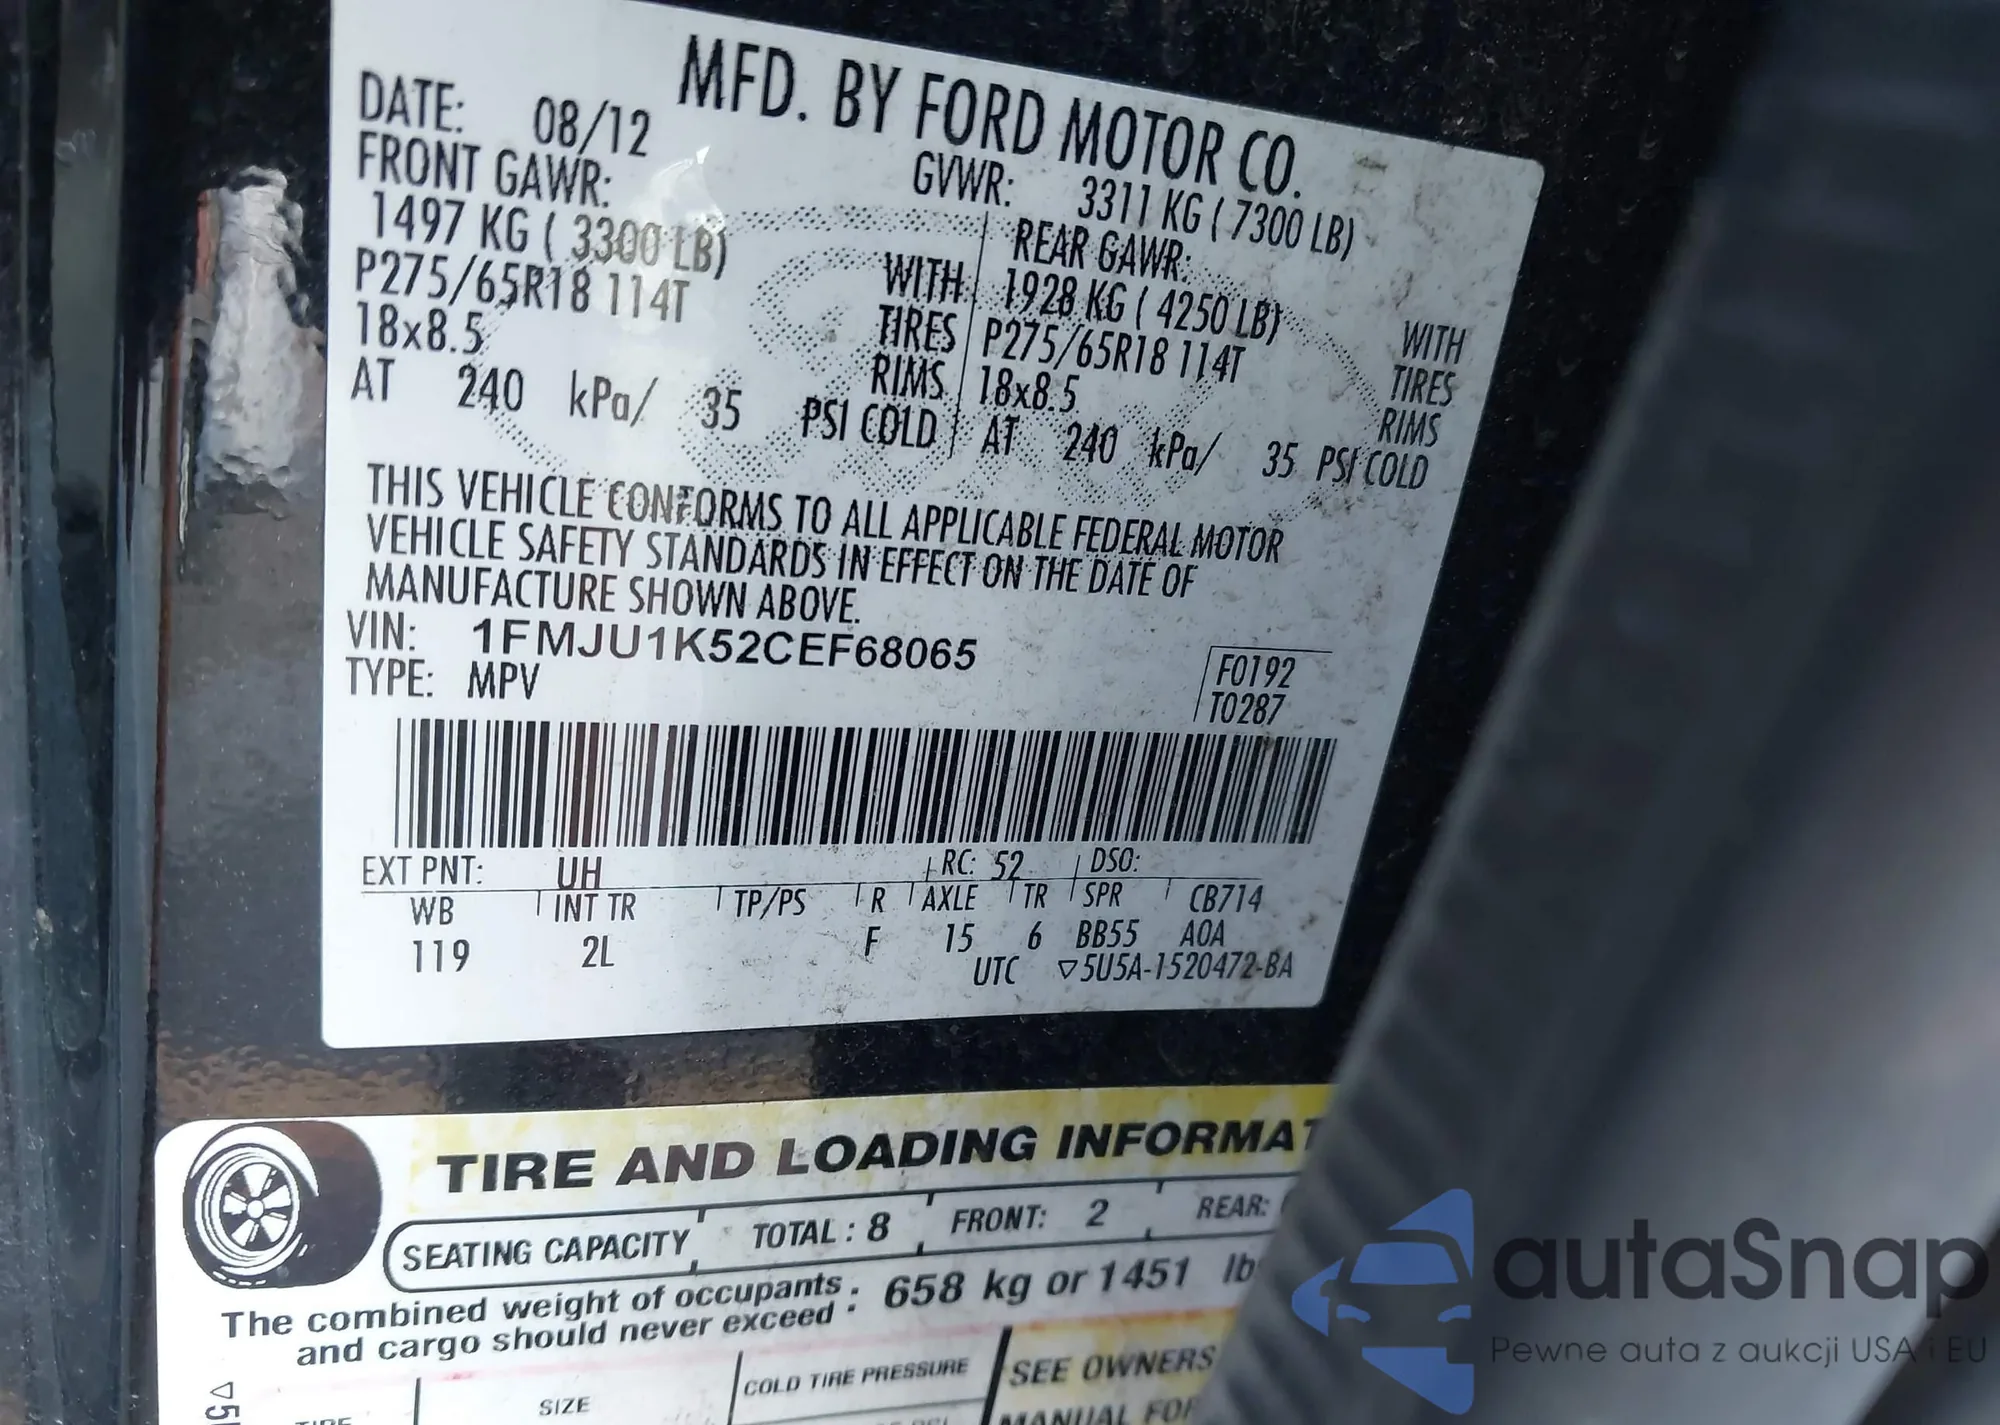 MFD. BY FORD MOTOR CO.
DATE: 08/12
GVWR: 3311 KG ( 7300 LB)
FRONT GAWR:
1497 KG ( 3300 LB) WITH
P275/65R18 114T TIRES
18x8.5 RIMS
AT 240 kPa/ 35 PSI COLD
REAR GAWR:
1928 KG ( 4250 LB) WITH
P275/65R18 114T TIRES
18x8.5 RIMS
AT 240 kPa/ 35 PSI COLD
THIS VEHICLE CONFORMS TO ALL APPLICABLE FEDERAL MOTOR
VEHICLE SAFETY STANDARDS IN EFFECT ON THE DATE OF
MANUFACTURE SHOWN ABOVE.
VIN: 1FMJU1K52CEF68065
TYPE: MPV
F0192
T0287
EXT PNT: UH RC: 52 DSO:
WB INT TR TP/PS R AXLE TR SPR CB714
119 2L F 15 6 BB55 A0A
UTC ▽5U5A-1520472-BA
TIRE AND LOADING INFORMAT
SEATING CAPACITY TOTAL : 8 FRONT: 2 REAR:
The combined weight of occupants
and cargo should never exceed : 658 kg or 1451 lb
SIZE COLD TIRE PRESSURE SEE OWNERS
TIRE MANUAL FOR
▽5
autaSnap
Pewne auta z aukcji USA i EU